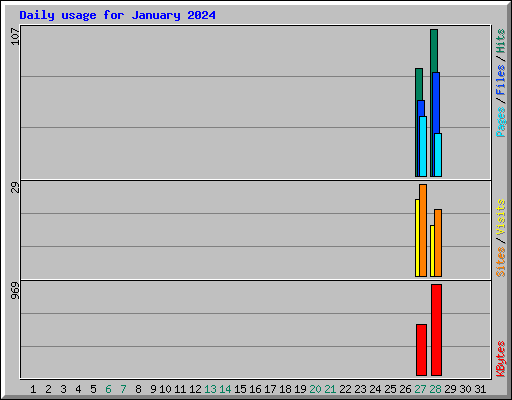 Daily usage for January 2024
107
Pages/Files/Hits
29
Sites/Visits
969
KBytes
1 2 3 4 5 6 7 8 9 10 11 12 13 14 15 16 17 18 19 20 21 22 23 24 25 26 27 28 29 30 31